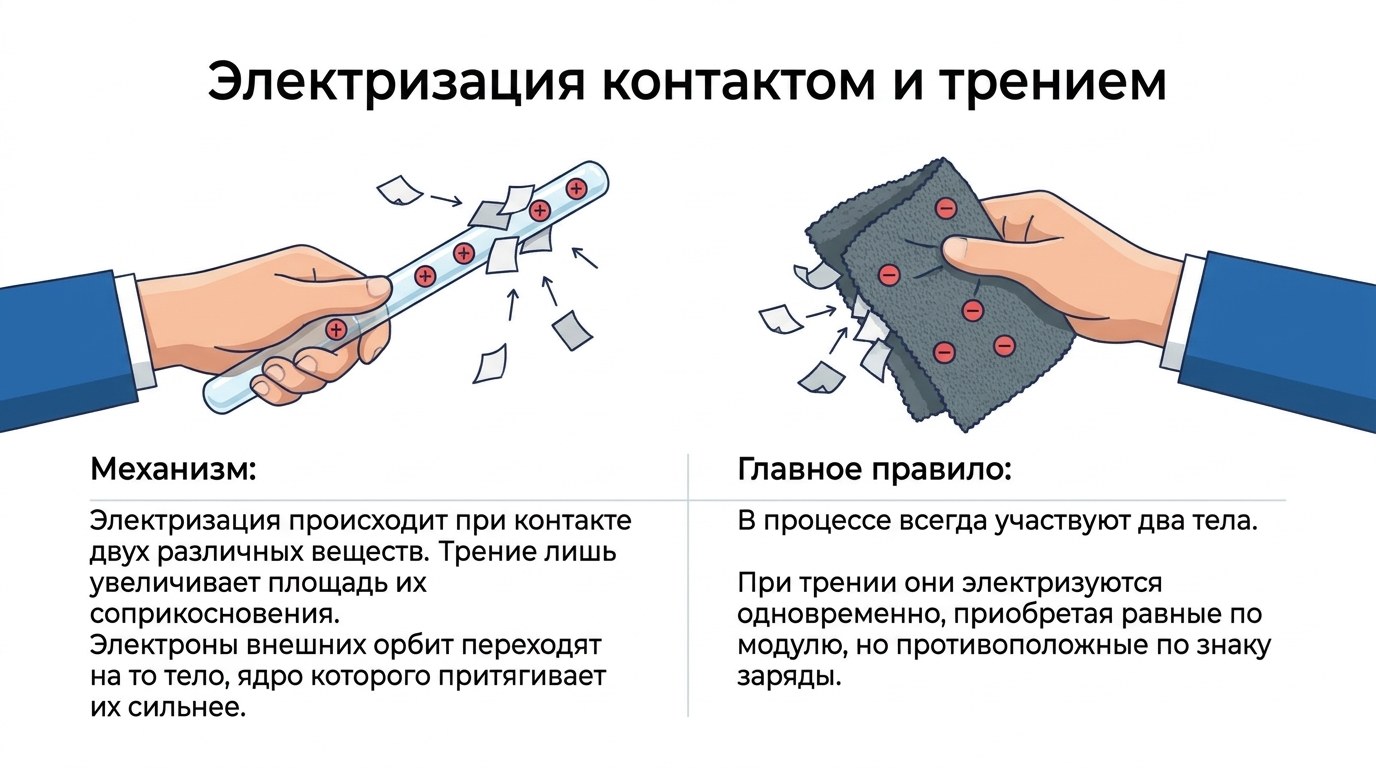 Электризация контактом и трением
+
+
+
+
+
−
−
−
−
−
Механизм:
Электризация происходит при контакте
двух различных веществ. Трение лишь
увеличивает площадь их
соприкосновения.
Электроны внешних орбит переходят
на то тело, ядро которого притягивает
их сильнее.
Главное правило:
В процессе всегда участвуют два тела.
При трении они электризуются
одновременно, приобретая равные по
модулю, но противоположные по знаку
заряды.